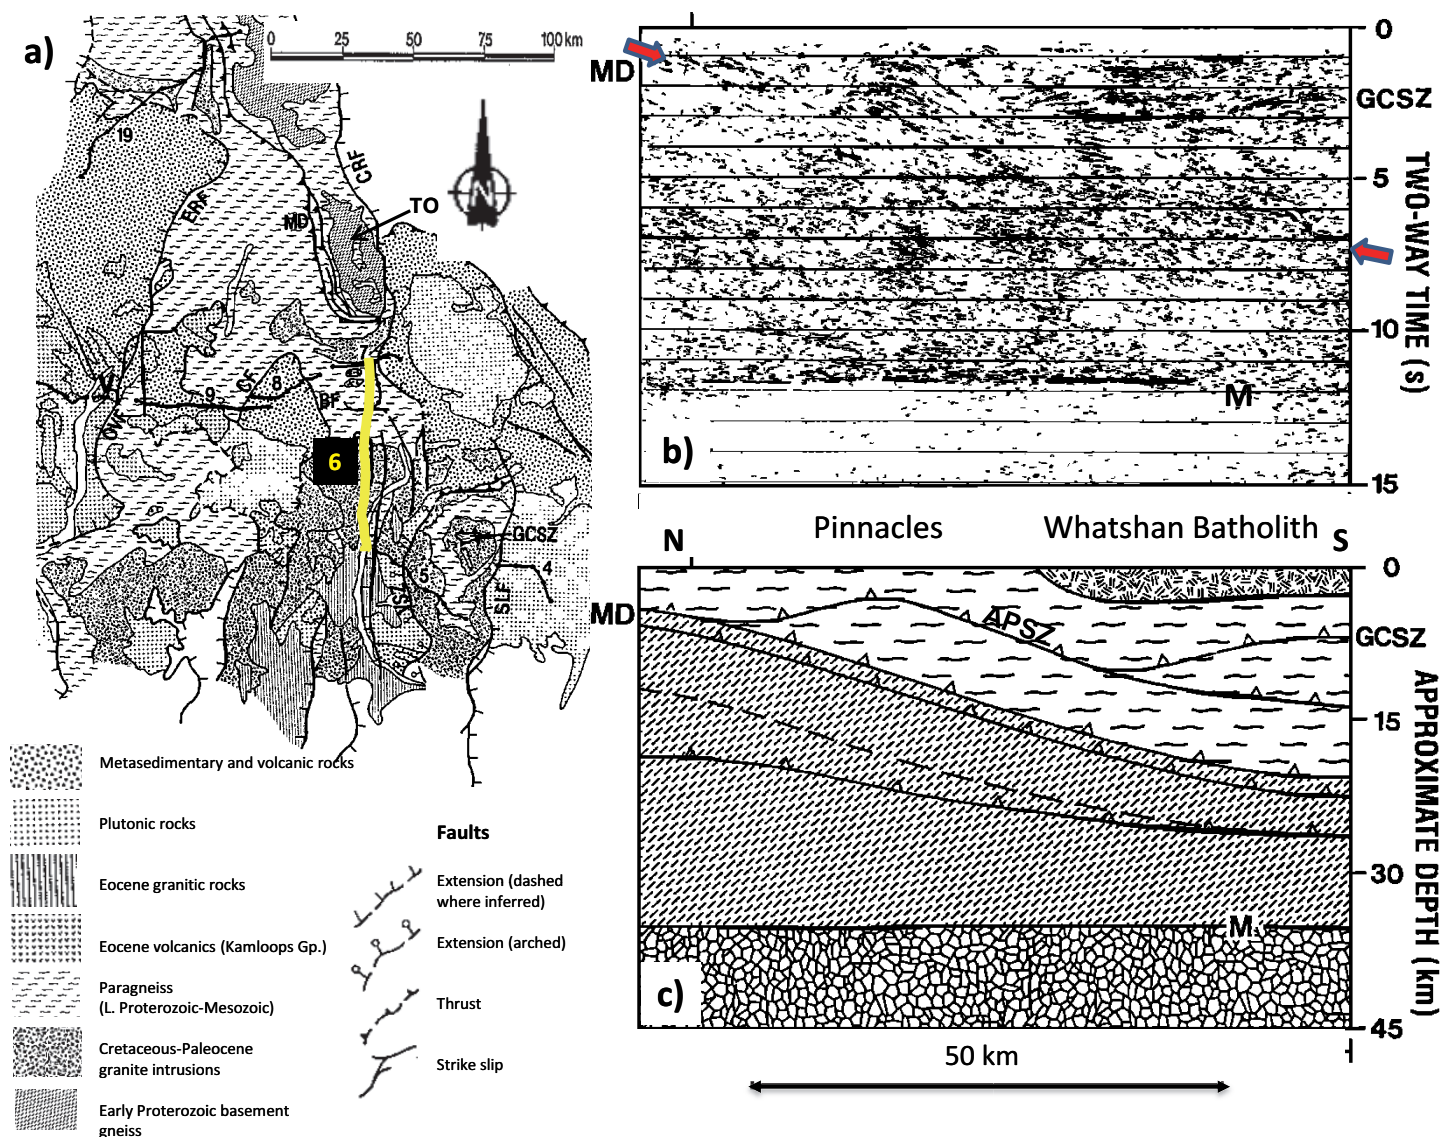 a)
0 25 50 75 100 km
19
CRF
ERF
N
MD
TO
7
V
9
CF
8
BF
OVF
6
GCSZ
5
4
SLF
Metasedimentary and volcanic rocks
Plutonic rocks
Eocene granitic rocks
Eocene volcanics (Kamloops Gp.)
Paragneiss
(L. Proterozoic-Mesozoic)
Cretaceous-Paleocene
granite intrusions
Early Proterozoic basement
gneiss
Faults
Extension (dashed
where inferred)
Extension (arched)
Thrust
Strike slip
MD
0
GCSZ
5
10
15
TWO-WAY TIME (s)
M
b)
N
Pinnacles
Whatshan Batholith
S
MD
0
APSZ
GCSZ
15
30
45
APPROXIMATE DEPTH (km)
M
c)
50 km